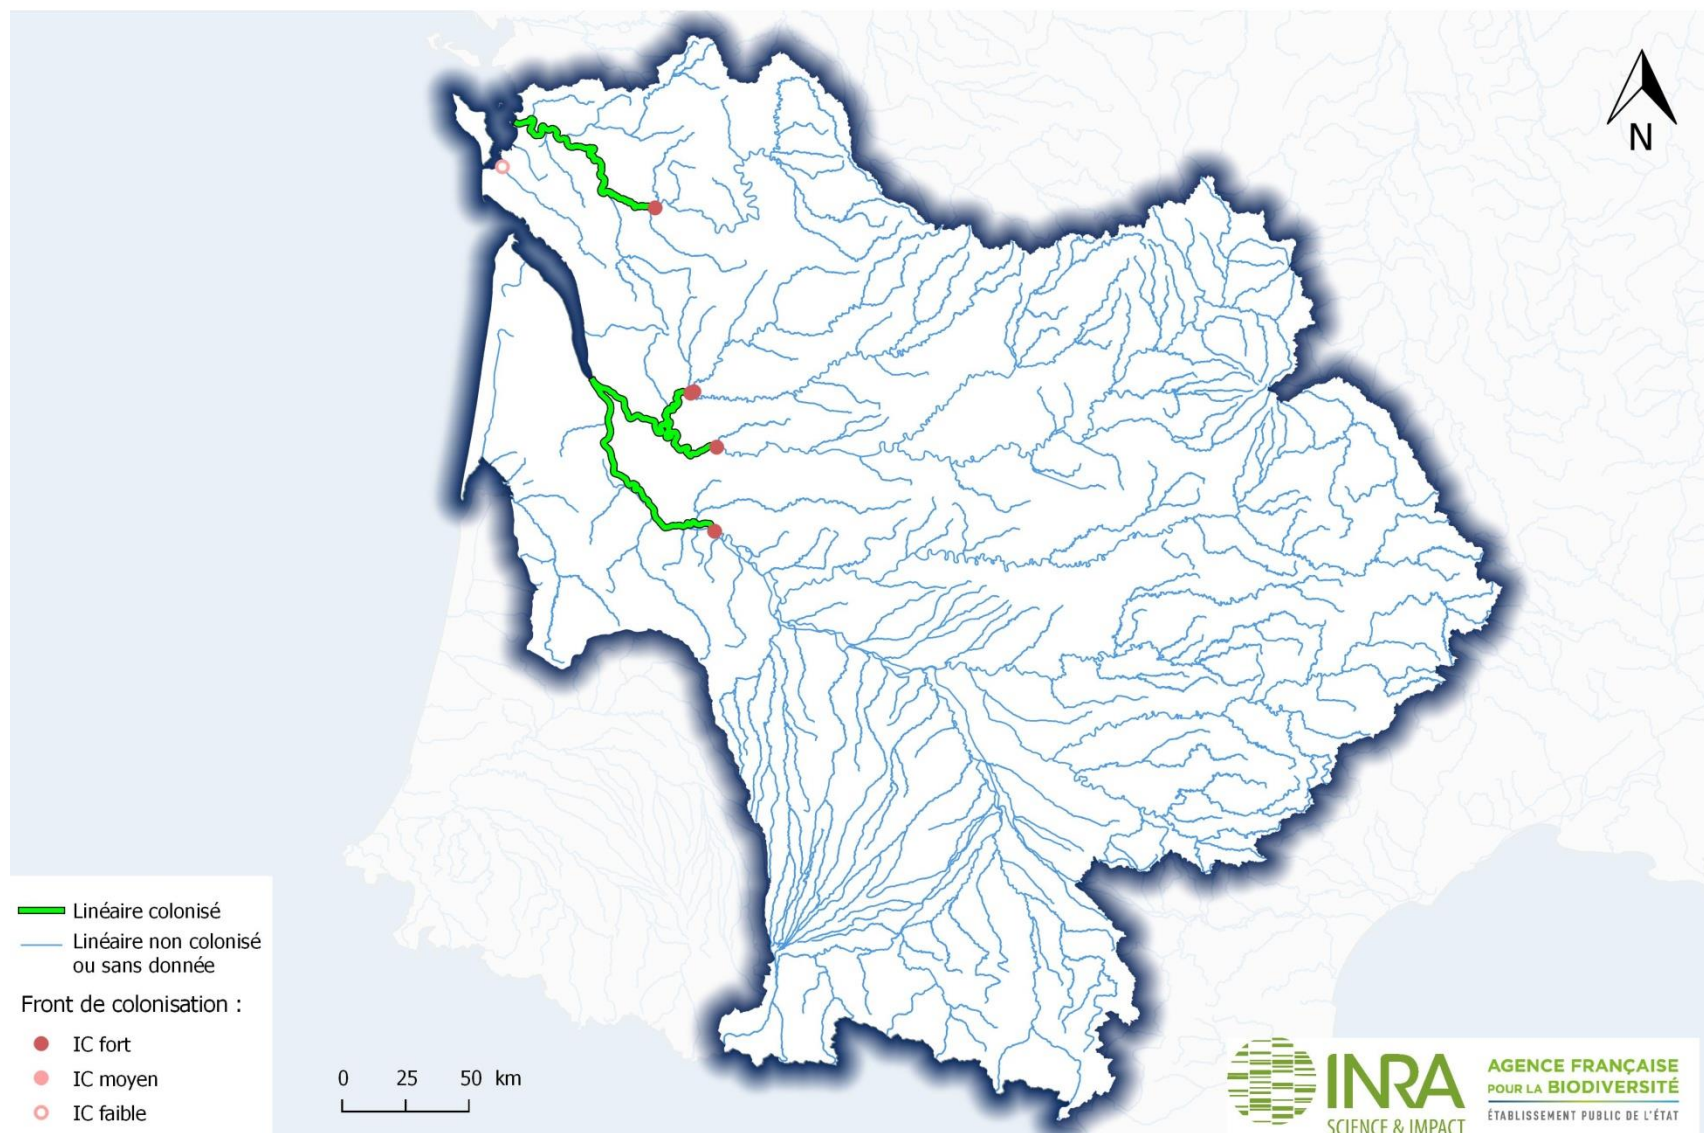 N
Linéaire colonisé
Linéaire non colonisé
ou sans donnée
Front de colonisation :
IC fort
IC moyen
IC faible
0 25 50 km
INRA
SCIENCE & IMPACT
AGENCE FRANÇAISE
POUR LA BIODIVERSITÉ
ÉTABLISSEMENT PUBLIC DE L'ÉTAT